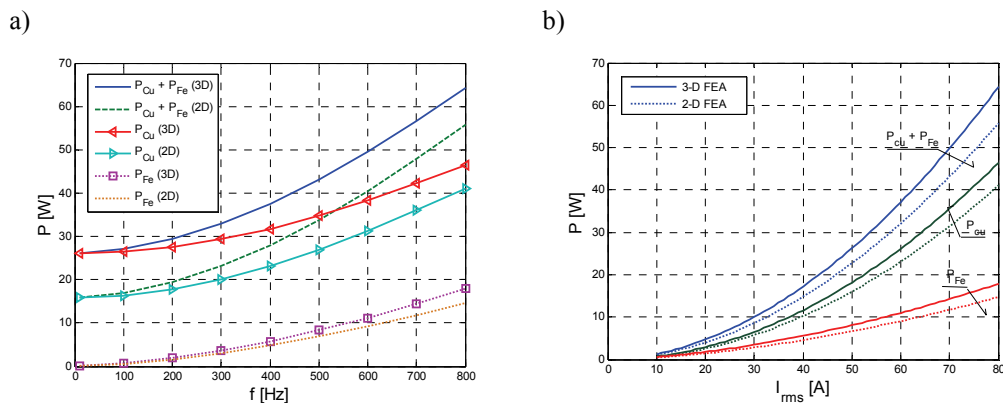 a)
P [W]
70
60
50
40
30
20
10
0
P_Cu + P_Fe (3D)
P_Cu + P_Fe (2D)
P_Cu (3D)
P_Cu (2D)
P_Fe (3D)
P_Fe (2D)
0 100 200 300 400 500 600 700 800
f [Hz]
b)
P [W]
70
60
50
40
30
20
10
0
3-D FEA
2-D FEA
P_cu + P_Fe
P_cu
P_Fe
0 10 20 30 40 50 60 70 80
I_rms [A]